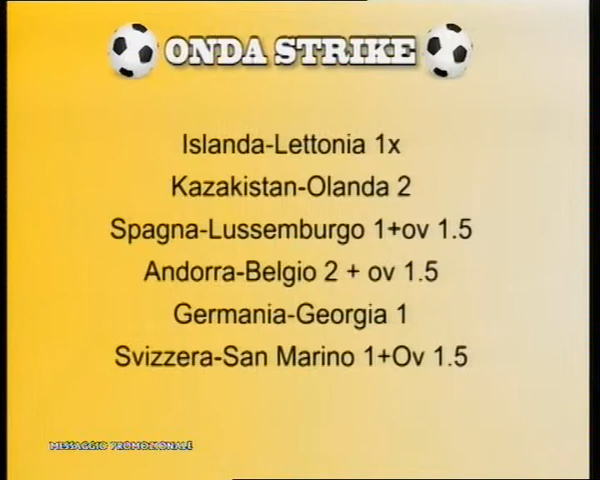 ONDA STRIKE
Islanda-Lettonia 1x
Kazakistan-Olanda 2
Spagna-Lussemburgo 1+ov 1.5
Andorra-Belgio 2 + ov 1.5
Germania-Georgia 1
Svizzera-San Marino 1+Ov 1.5
MESSAGGIO PROMOZIONALE